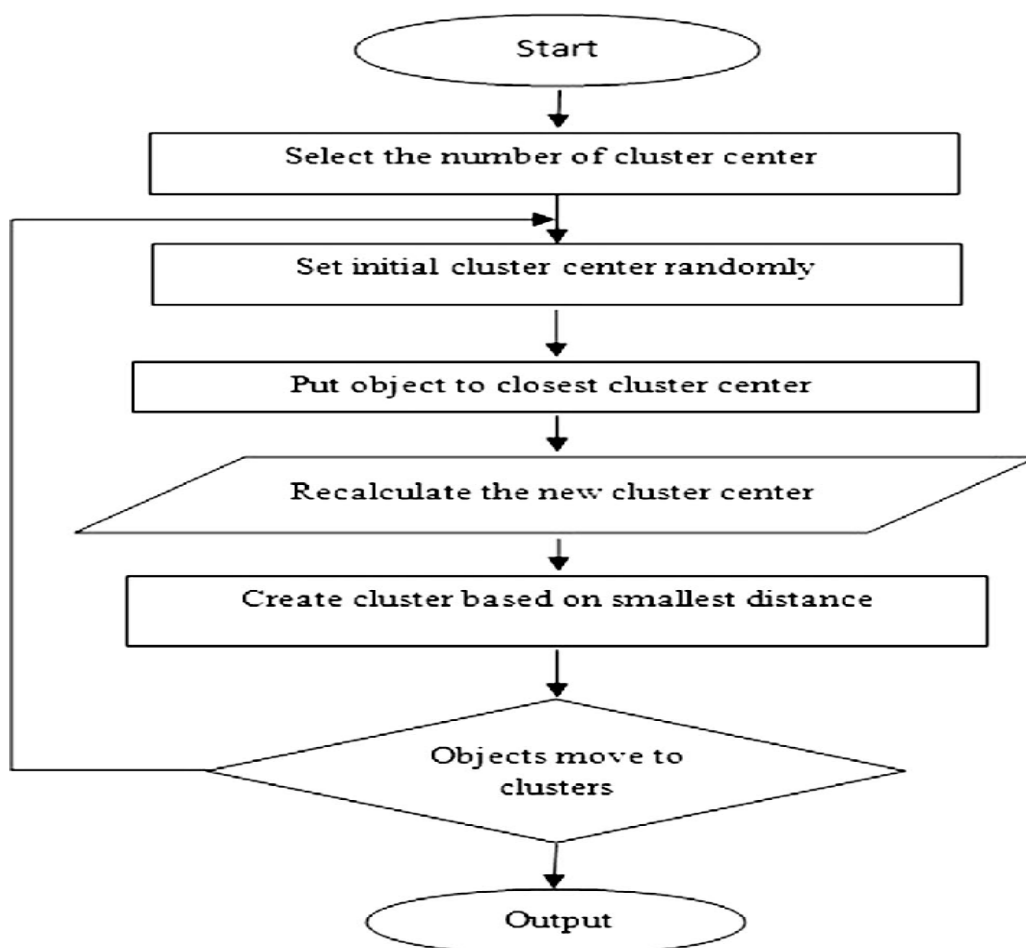 Start
Select the number of cluster center
Set initial cluster center randomly
Put object to closest cluster center
Recalculate the new cluster center
Create cluster based on smallest distance
Objects move to
clusters
Output